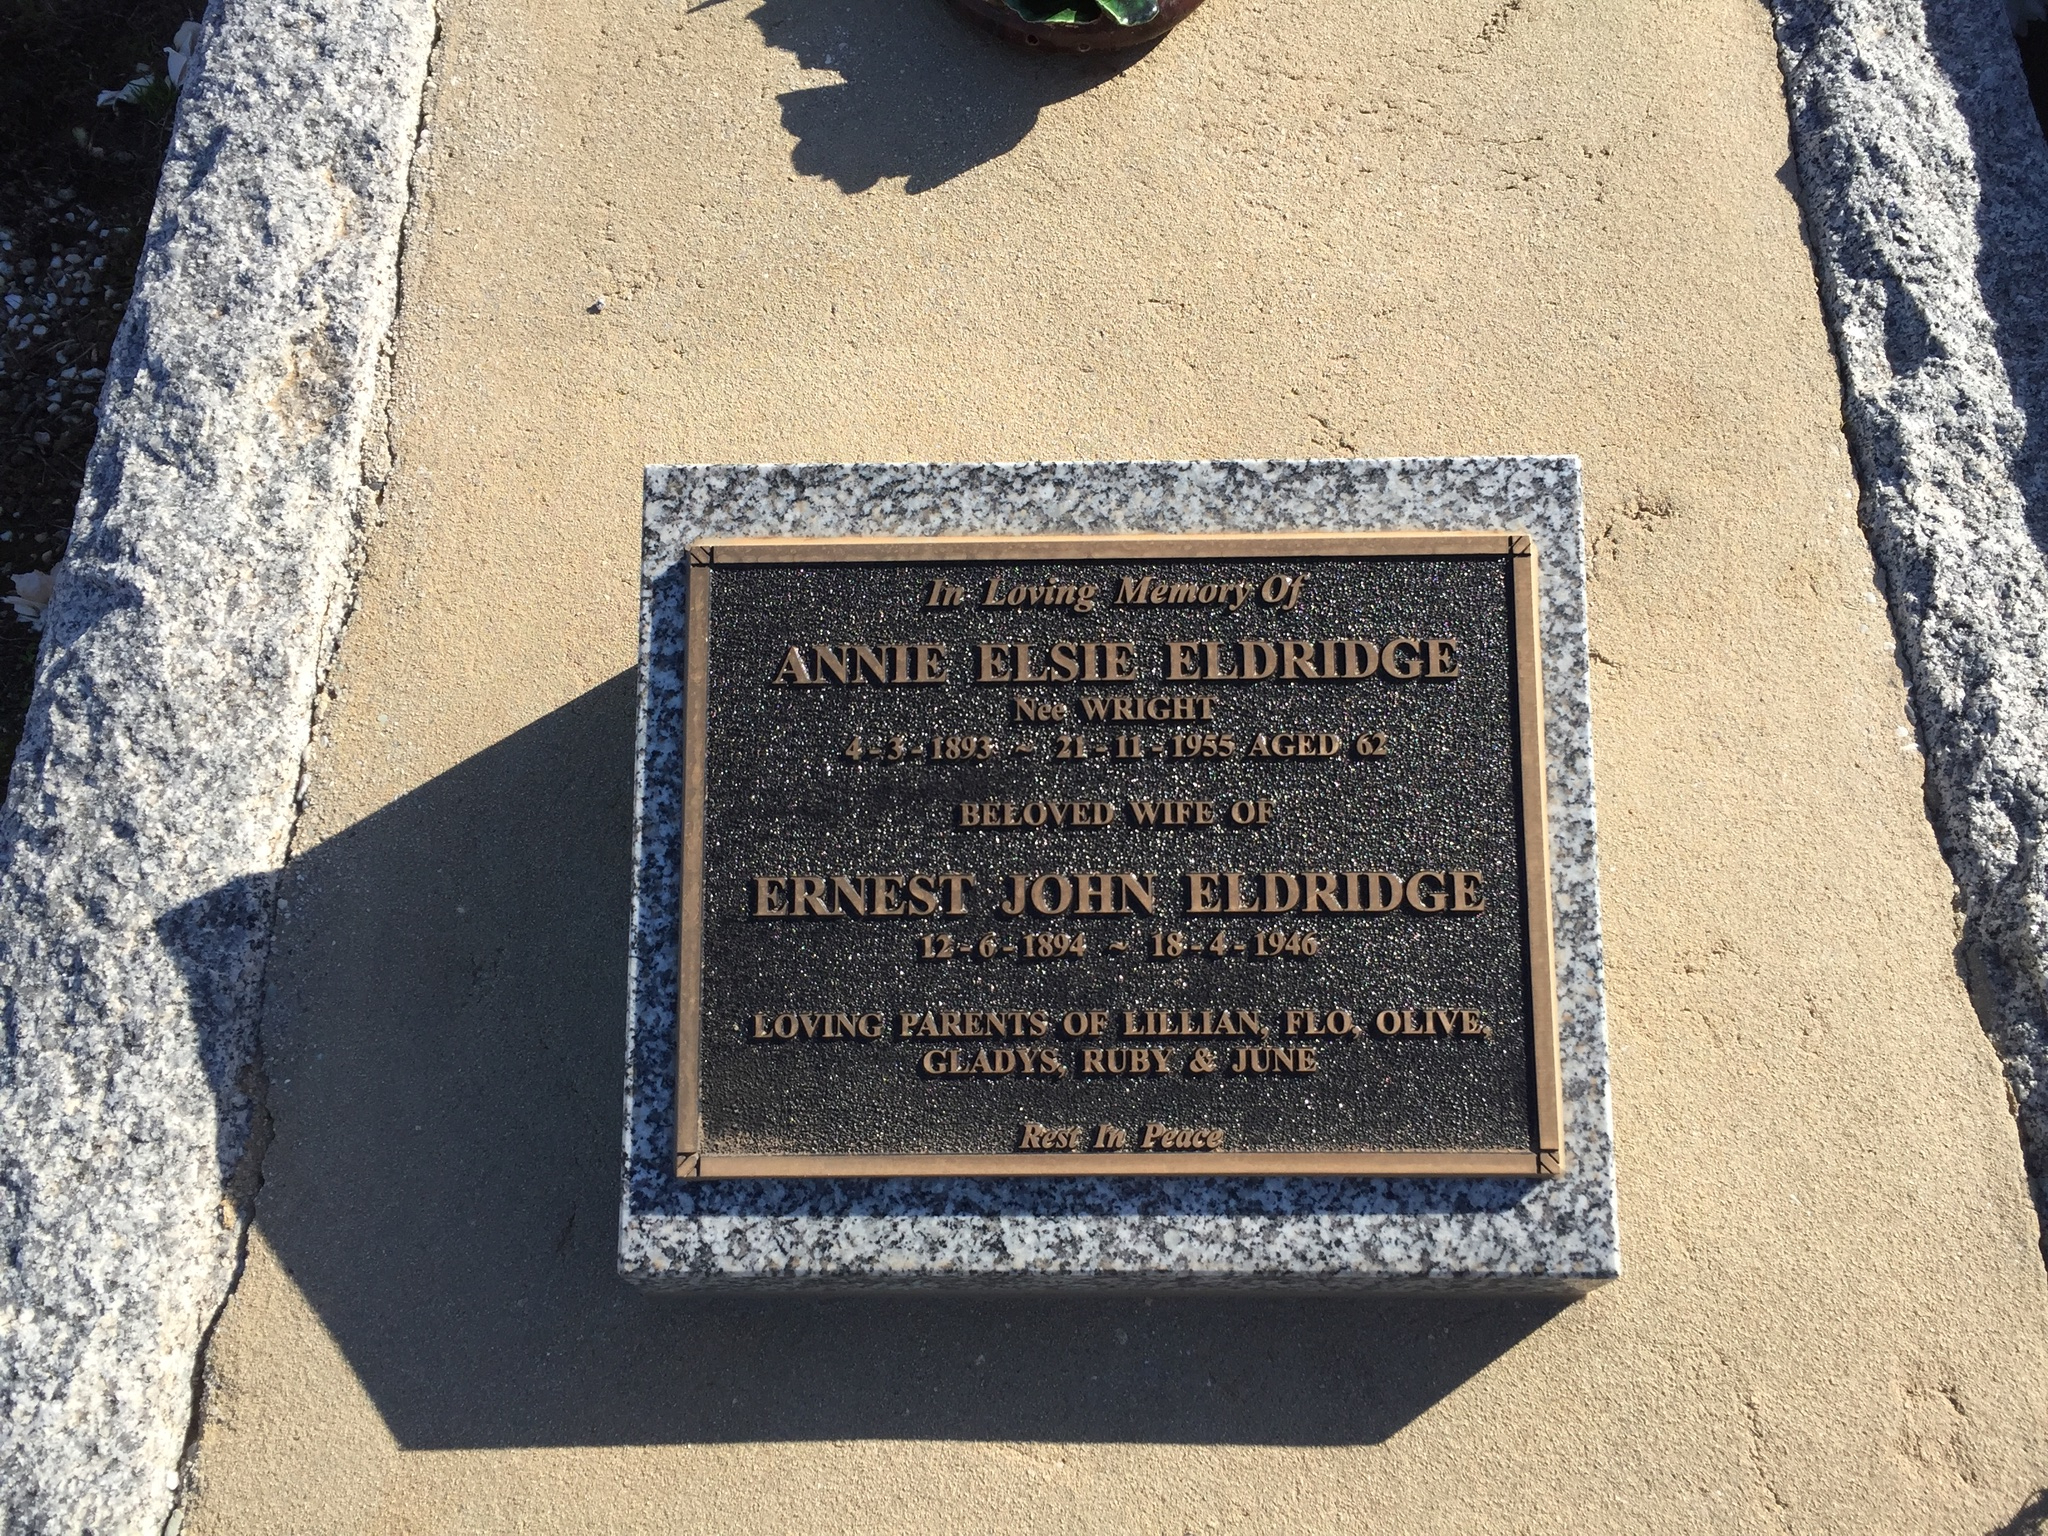 In Loving Memory Of
ANNIE ELSIE ELDRIDGE
Nee WRIGHT
4 - 3 - 1893 ~ 21 - 11 - 1955 AGED 62
BELOVED WIFE OF
ERNEST JOHN ELDRIDGE
12 - 6 - 1894 ~ 18 - 4 - 1946
LOVING PARENTS OF LILLIAN, FLO, OLIVE,
GLADYS, RUBY & JUNE
Rest In Peace